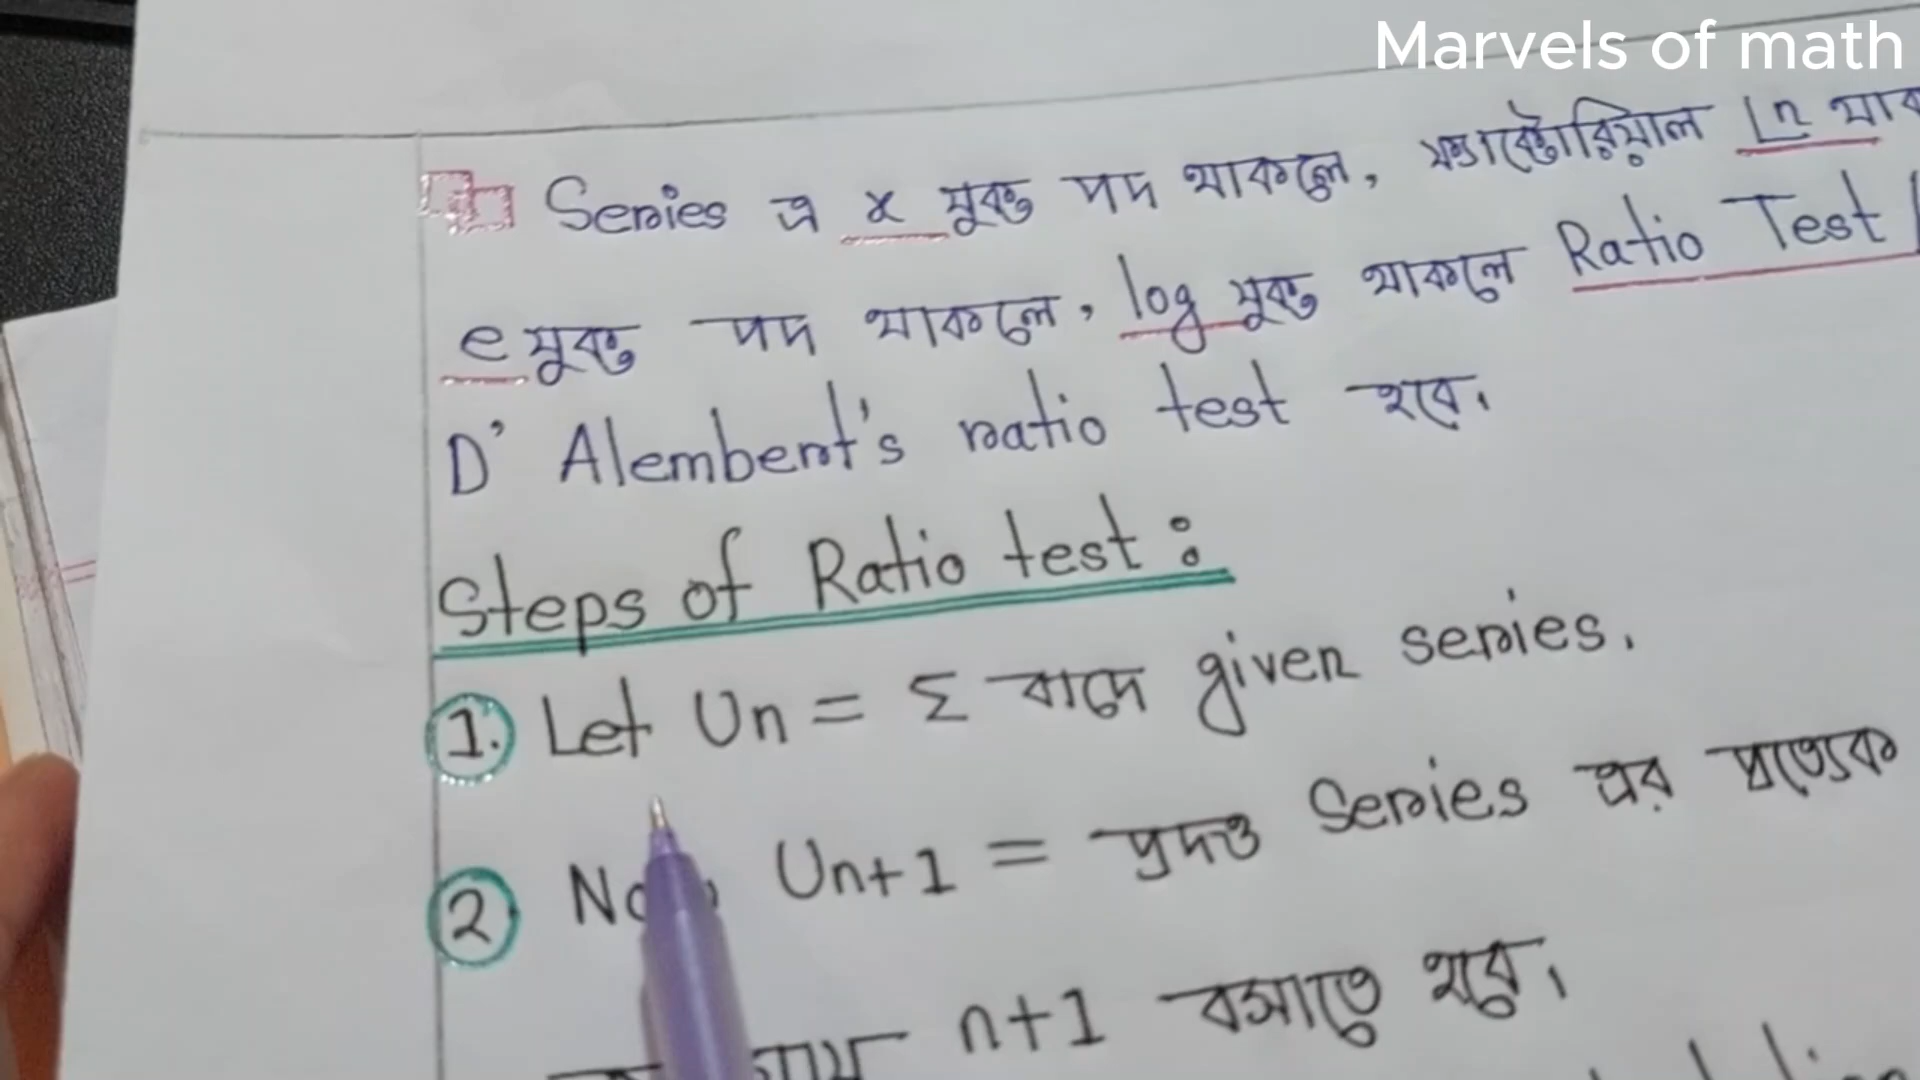 Marvels of math
Series এ x যুক্ত পদ থাকলে, ফ্যাক্টোরিয়াল Ln থাক
e যুক্ত পদ থাকলে, log যুক্ত থাকলে Ratio Test /
D' Alembert's ratio test হবে।
Steps of Ratio test:
1. Let Un = Σ বাদে given series.
2 Un+1 = প্রদত্ত Series এর প্রত্যেক
n+1 বসাতে হবে।